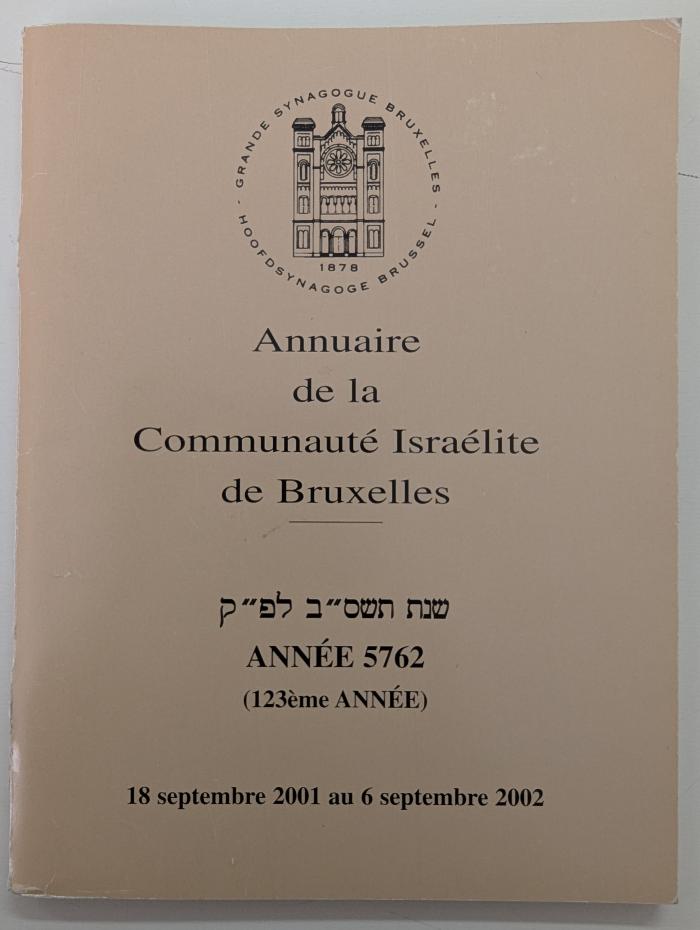 - GRANDE SYNAGOGUE BRUXELLES -
HOOFDSYNAGOGE BRUSSEL
1878
Annuaire
de la
Communauté Israélite
de Bruxelles
שנת תשס״ב לפ״ק
ANNÉE 5762
(123ème ANNÉE)
18 septembre 2001 au 6 septembre 2002